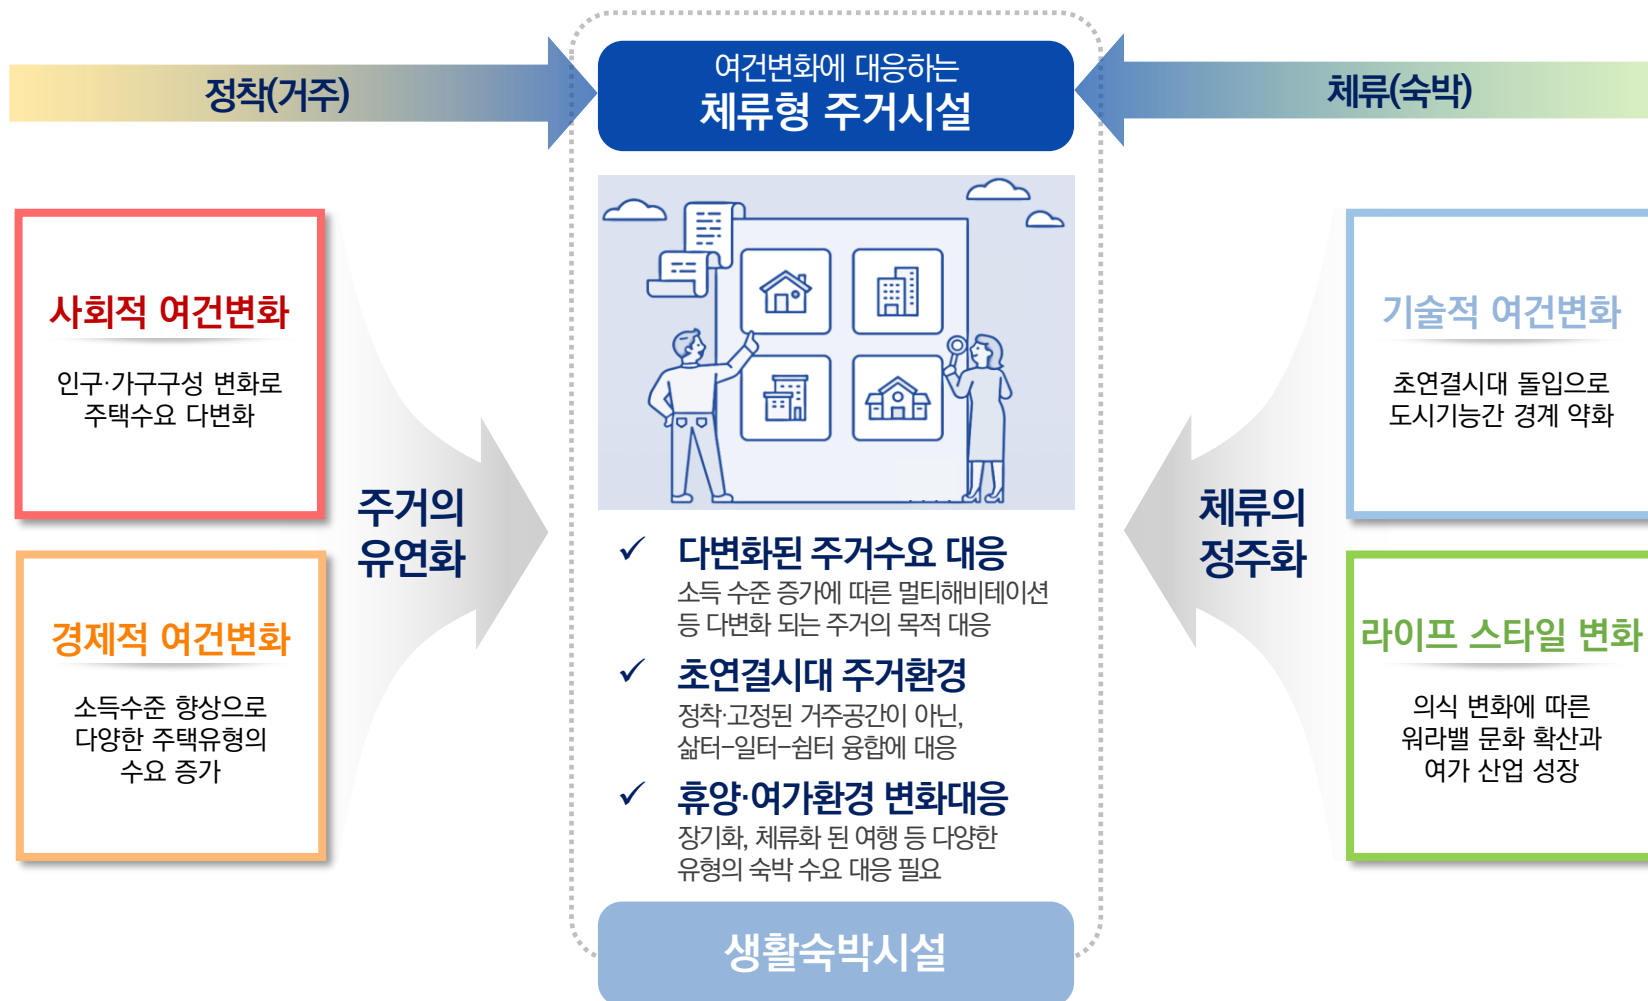 정착(거주)
여건변화에 대응하는
체류형 주거시설
체류(숙박)
사회적 여건변화
인구·가구구성 변화로
주택수요 다변화
경제적 여건변화
소득수준 향상으로
다양한 주택유형의
수요 증가
주거의
유연화
✓ 다변화된 주거수요 대응
소득 수준 증가에 따른 멀티해비테이션
등 다변화 되는 주거의 목적 대응
✓ 초연결시대 주거환경
정착·고정된 거주공간이 아닌,
삶터-일터-쉼터 융합에 대응
✓ 휴양·여가환경 변화대응
장기화, 체류화 된 여행 등 다양한
유형의 숙박 수요 대응 필요
생활숙박시설
체류의
정주화
기술적 여건변화
초연결시대 돌입으로
도시기능간 경계 약화
라이프 스타일 변화
의식 변화에 따른
워라밸 문화 확산과
여가 산업 성장